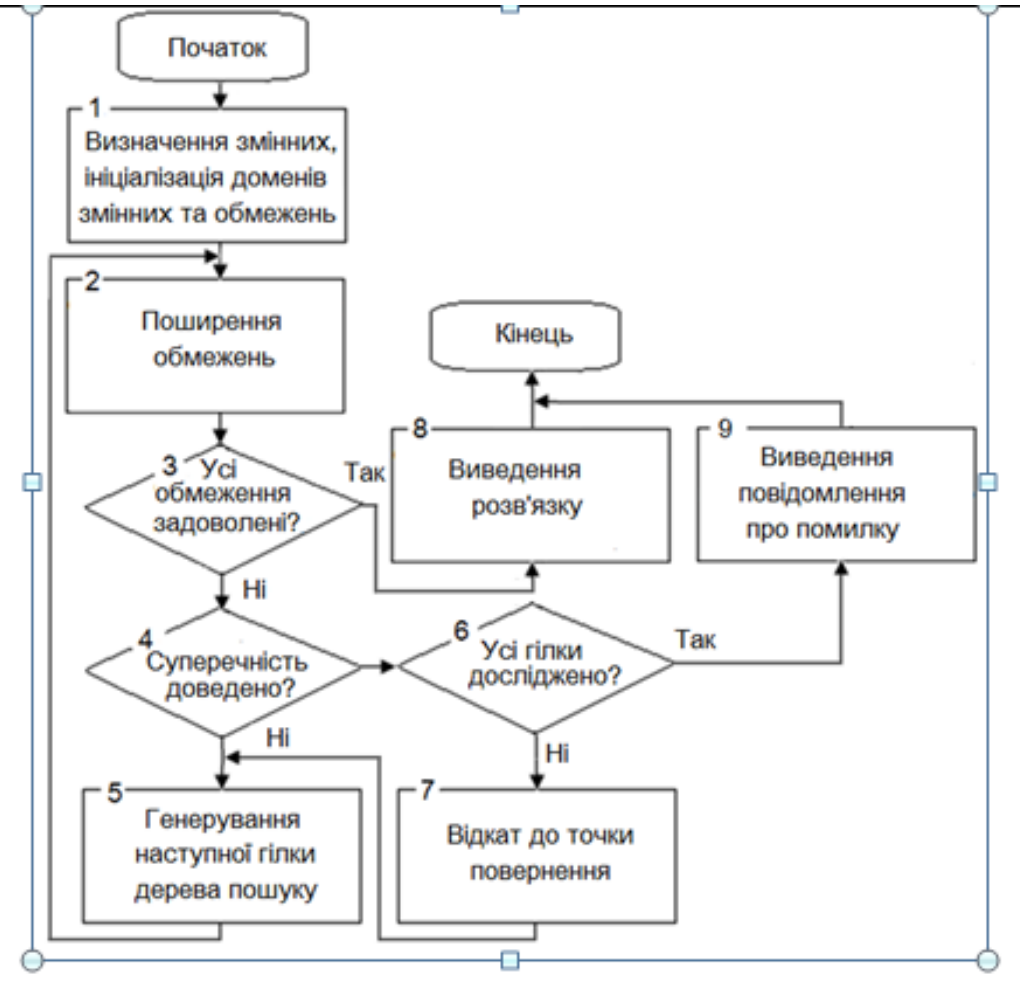 Початок
1
Визначення змінних,
ініціалізація доменів
змінних та обмежень
2
Поширення
обмежень
3
Усі
обмеження
задоволені?
Так
Ні
4
Суперечність
доведено?
Ні
5
Генерування
наступної гілки
дерева пошуку
6
Усі гілки
досліджено?
Так
Ні
7
Відкат до точки
повернення
8
Виведення
розв'язку
9
Виведення
повідомлення
про помилку
Кінець